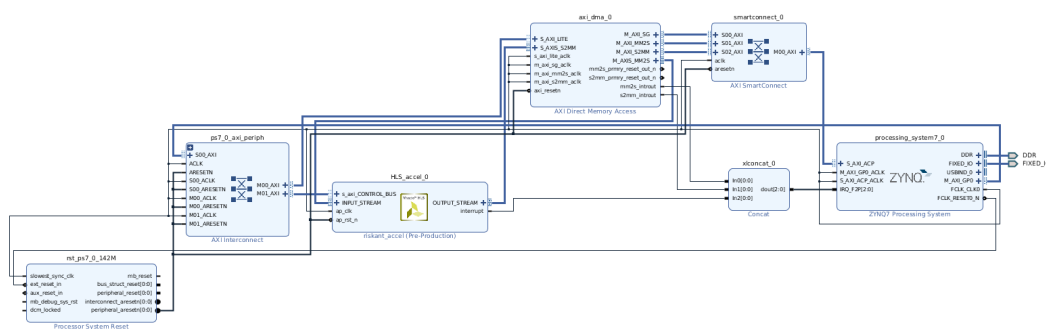 axi_dma_0
S_AXI_LITE
S_AXIS_S2MM
s_axi_lite_aclk
m_axi_sg_aclk
m_axi_mm2s_aclk
m_axi_s2mm_aclk
axi_resetn
M_AXI_SG
M_AXI_MM2S
M_AXI_S2MM
M_AXIS_MM2S
mm2s_prmry_reset_out_n
s2mm_prmry_reset_out_n
mm2s_introut
s2mm_introut
AXI Direct Memory Access
smartconnect_0
S00_AXI
S01_AXI
S02_AXI
aclk
aresetn
M00_AXI
AXI SmartConnect
ps7_0_axi_periph
S00_AXI
ACLK
ARESETN
S00_ACLK
S00_ARESETN
M00_ACLK
M00_ARESETN
M01_ACLK
M01_ARESETN
M00_AXI
M01_AXI
AXI Interconnect
HLS_accel_0
s_axi_CONTROL_BUS
INPUT_STREAM
ap_clk
ap_rst_n
OUTPUT_STREAM
interrupt
riskant_accel (Pre-Production)
xlconcat_0
In0[0:0]
In1[0:0]
In2[0:0]
dout[2:0]
Concat
processing_system7_0
S_AXI_ACP
M_AXI_GP0_ACLK
S_AXI_ACP_ACLK
IRQ_F2P[2:0]
ZYNQ
DDR
FIXED_IO
USBIND_0
M_AXI_GP0
FCLK_CLK0
FCLK_RESET0_N
ZYNQ7 Processing System
DDR
FIXED_I
rst_ps7_0_142M
slowest_sync_clk
ext_reset_in
aux_reset_in
mb_debug_sys_rst
dcm_locked
mb_reset
bus_struct_reset[0:0]
peripheral_reset[0:0]
interconnect_aresetn[0:0]
peripheral_aresetn[0:0]
Processor System Reset